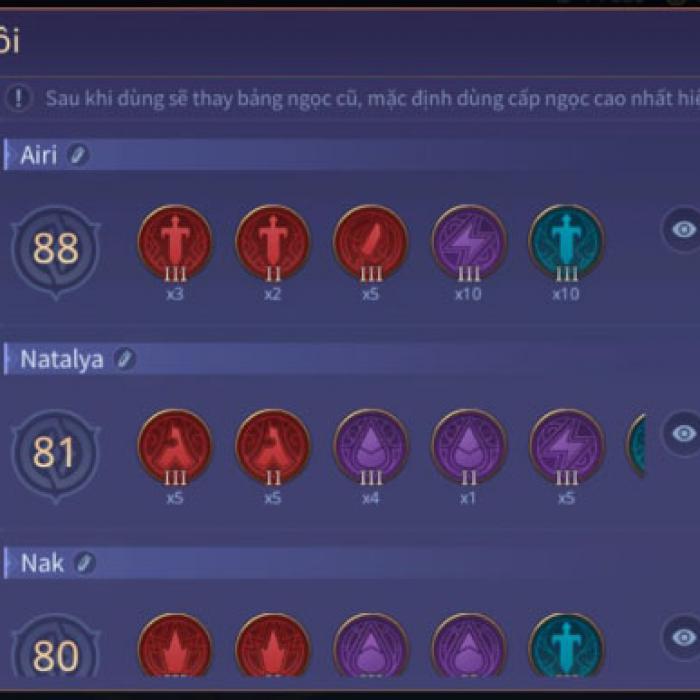 ôi
! Sau khi dùng sẽ thay bảng ngọc cũ, mặc định dùng cấp ngọc cao nhất hiệ
Airi
88
III II III III III
x3 x2 x5 x10 x10
Natalya
81
III II III II III
x5 x5 x4 x1 x5
Nak
80